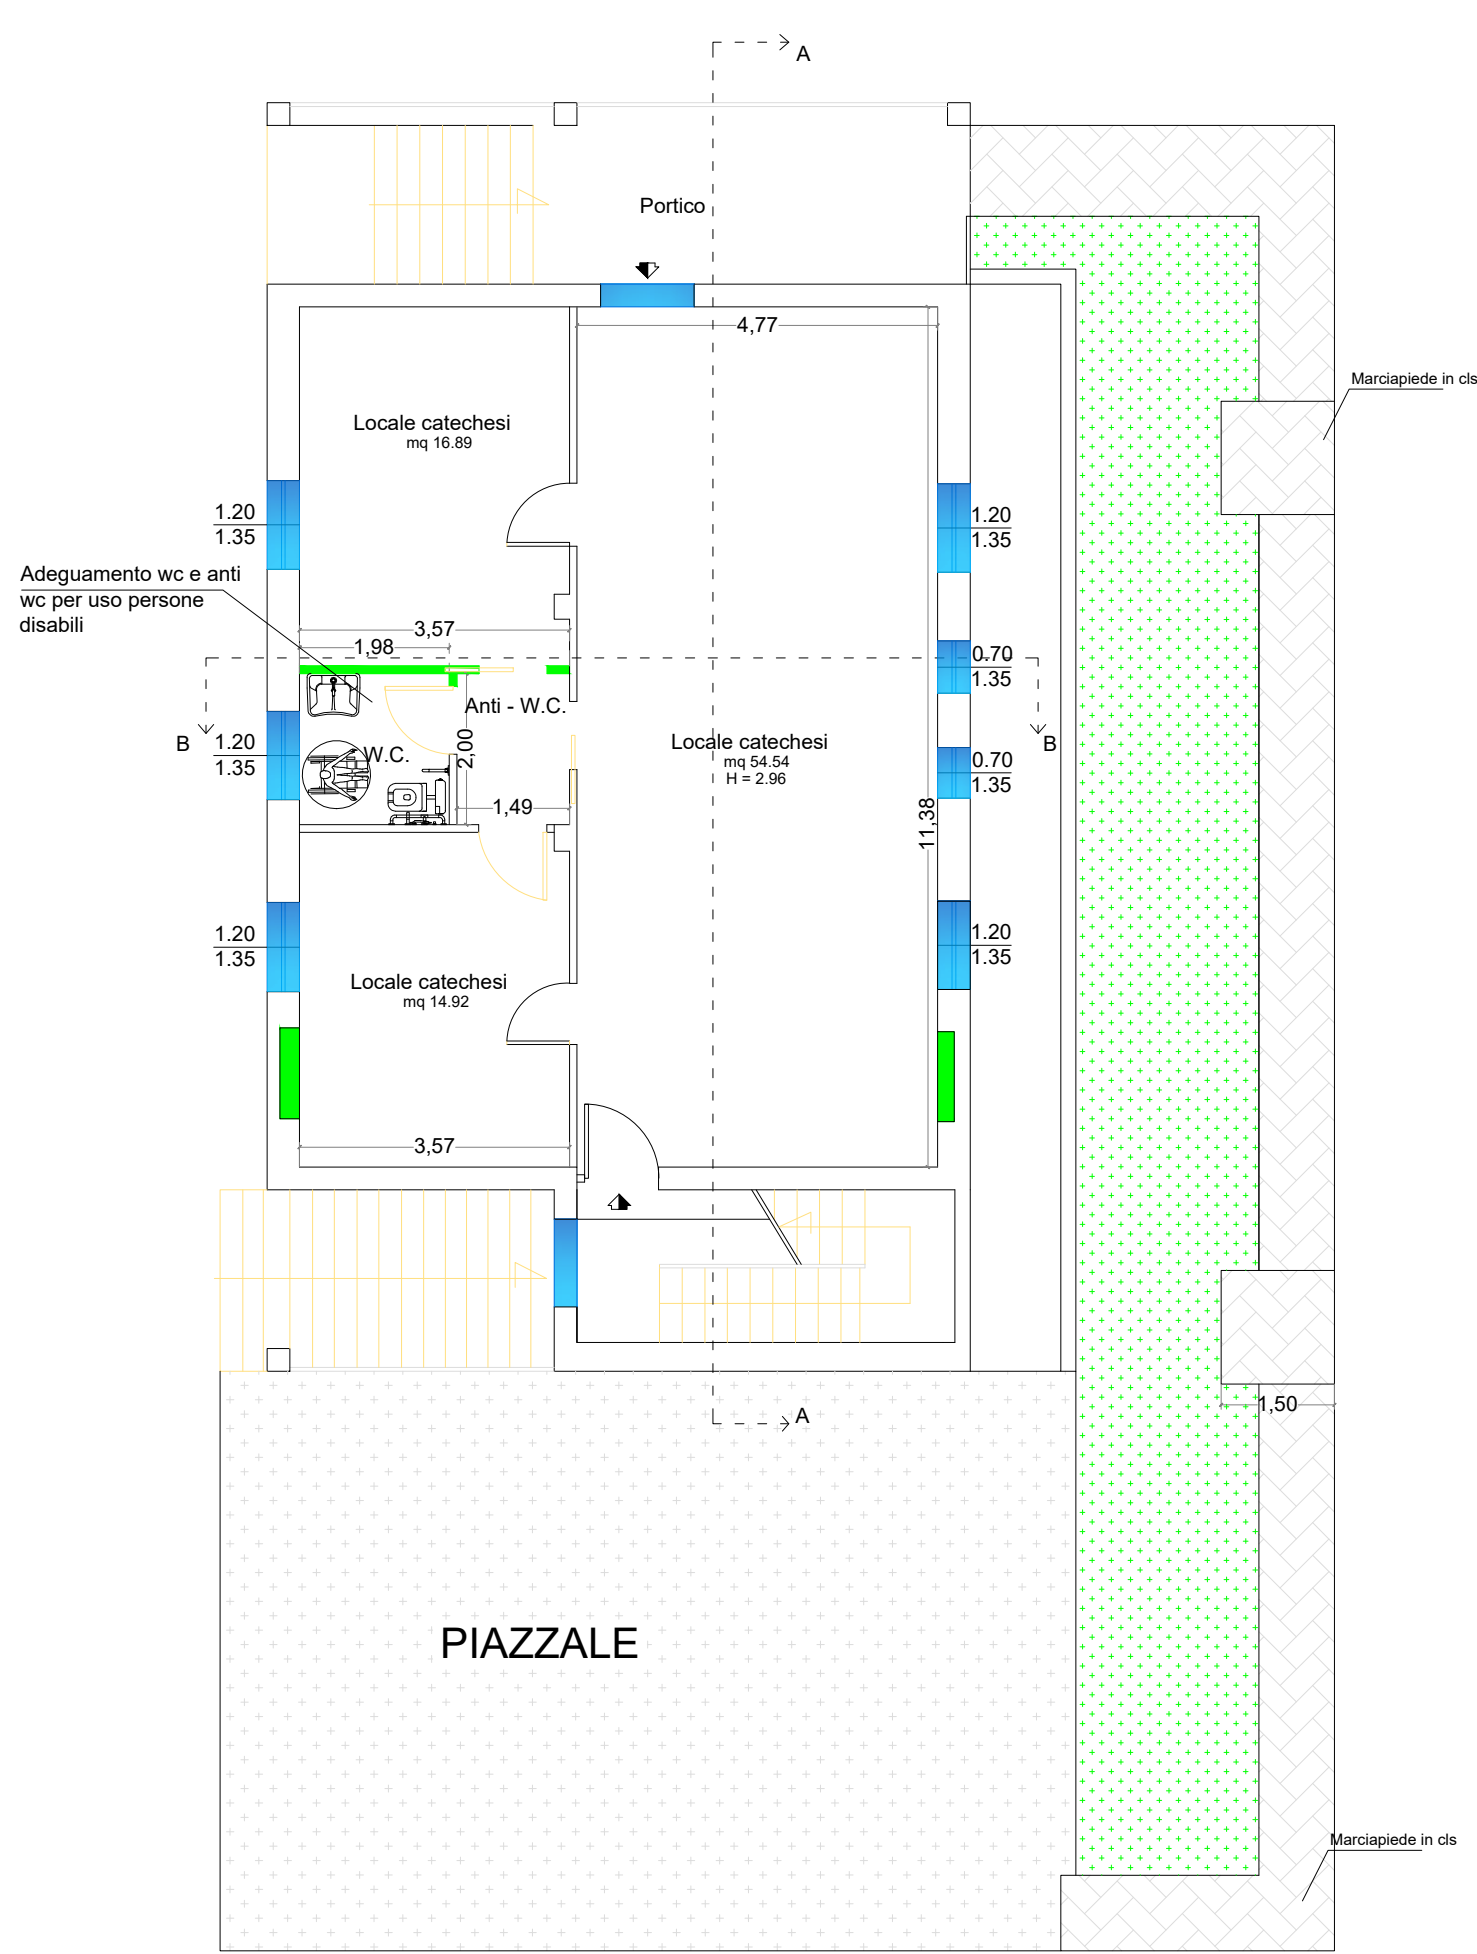 A
Portico
4,77
Marciapiede in cls
Locale catechesi
mq 16.89
1.20
1.35
1.20
1.35
Adeguamento wc e anti
wc per uso persone
disabili
3,57
1,98
0.70
1.35
Anti - W.C.
B
1.20
1.35
W.C.
2,00
Locale catechesi
mq 54.54
H = 2.96
B
0.70
1.35
1,49
11,38
1.20
1.35
1.20
1.35
Locale catechesi
mq 14.92
3,57
A
1,50
PIAZZALE
Marciapiede in cls